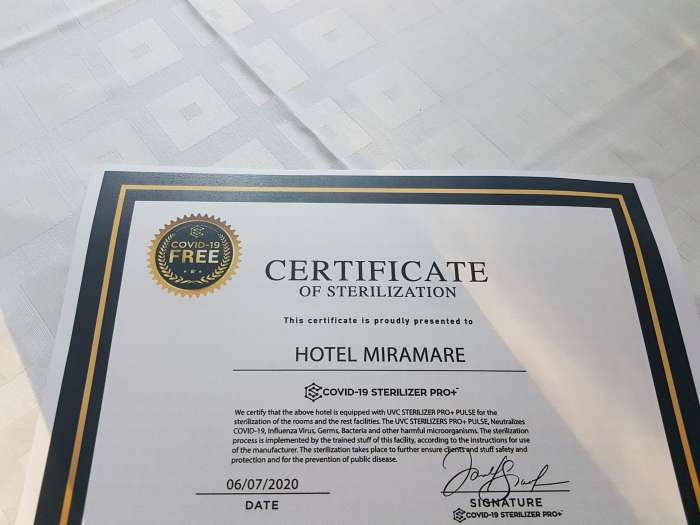 COVID-19
FREE
CERTIFICATE
OF STERILIZATION
This certificate is proudly presented to
HOTEL MIRAMARE
COVID-19 STERILIZER PRO+
We certify that the above hotel is equipped with UVC STERILIZER PRO+ PULSE for the
sterilization of the rooms and the rest facilities. The UVC STERILIZERS PRO+ PULSE, Neutralizes
COVID-19, Influenza Virus, Germs, Bacteria and other harmful microorganisms. The sterilization
process is implemented by the trained stuff of this facility, according to the instructions for use
of the manufacturer. The sterilization take place to further ensure clients and stuff safety and
protection and for the prevention of public disease.
06/07/2020
DATE
SIGNATURE
COVID-19 STERILIZER PRO+